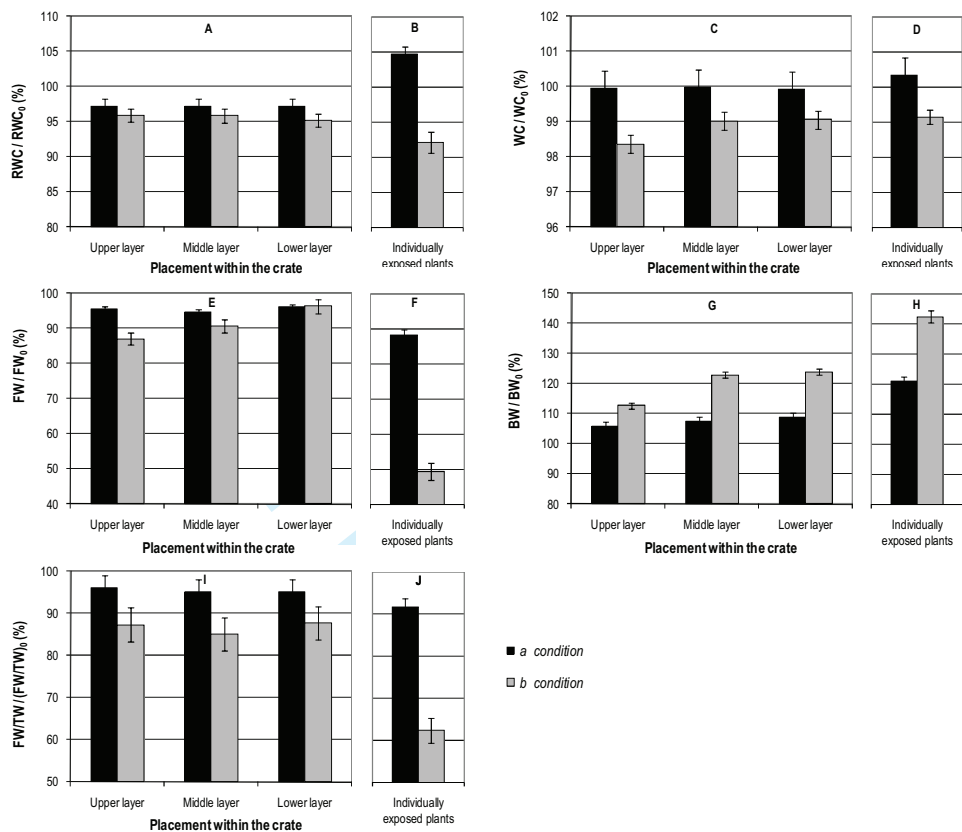 A
B
RWC / RWC₀ (%)
110
105
100
95
90
85
80
Upper layer Middle layer Lower layer
Placement within the crate
Individually
exposed plants
C
D
WC / WC₀ (%)
102
101
100
99
98
96
Upper layer Middle layer Lower layer
Placement within the crate
Individually
exposed plants
E
F
FW / FW₀ (%)
100
90
80
70
60
50
40
Upper layer Middle layer Lower layer
Placement within the crate
Individually
exposed plants
G
H
BW / BW₀ (%)
150
140
130
120
110
100
90
80
Upper layer Middle layer Lower layer
Placement within the crate
Individually
exposed plants
I
J
FW/TW / (FW/TW)₀ (%)
100
90
80
70
60
50
Upper layer Middle layer Lower layer
Placement within the crate
Individually
exposed plants
a condition
b condition